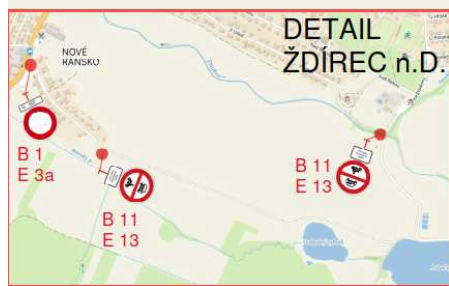 DETAIL
ŽDÍREC n.D.
NOVÉ
RANSKO
B 1
E 3a
B 11
E 13
B 11
E 13